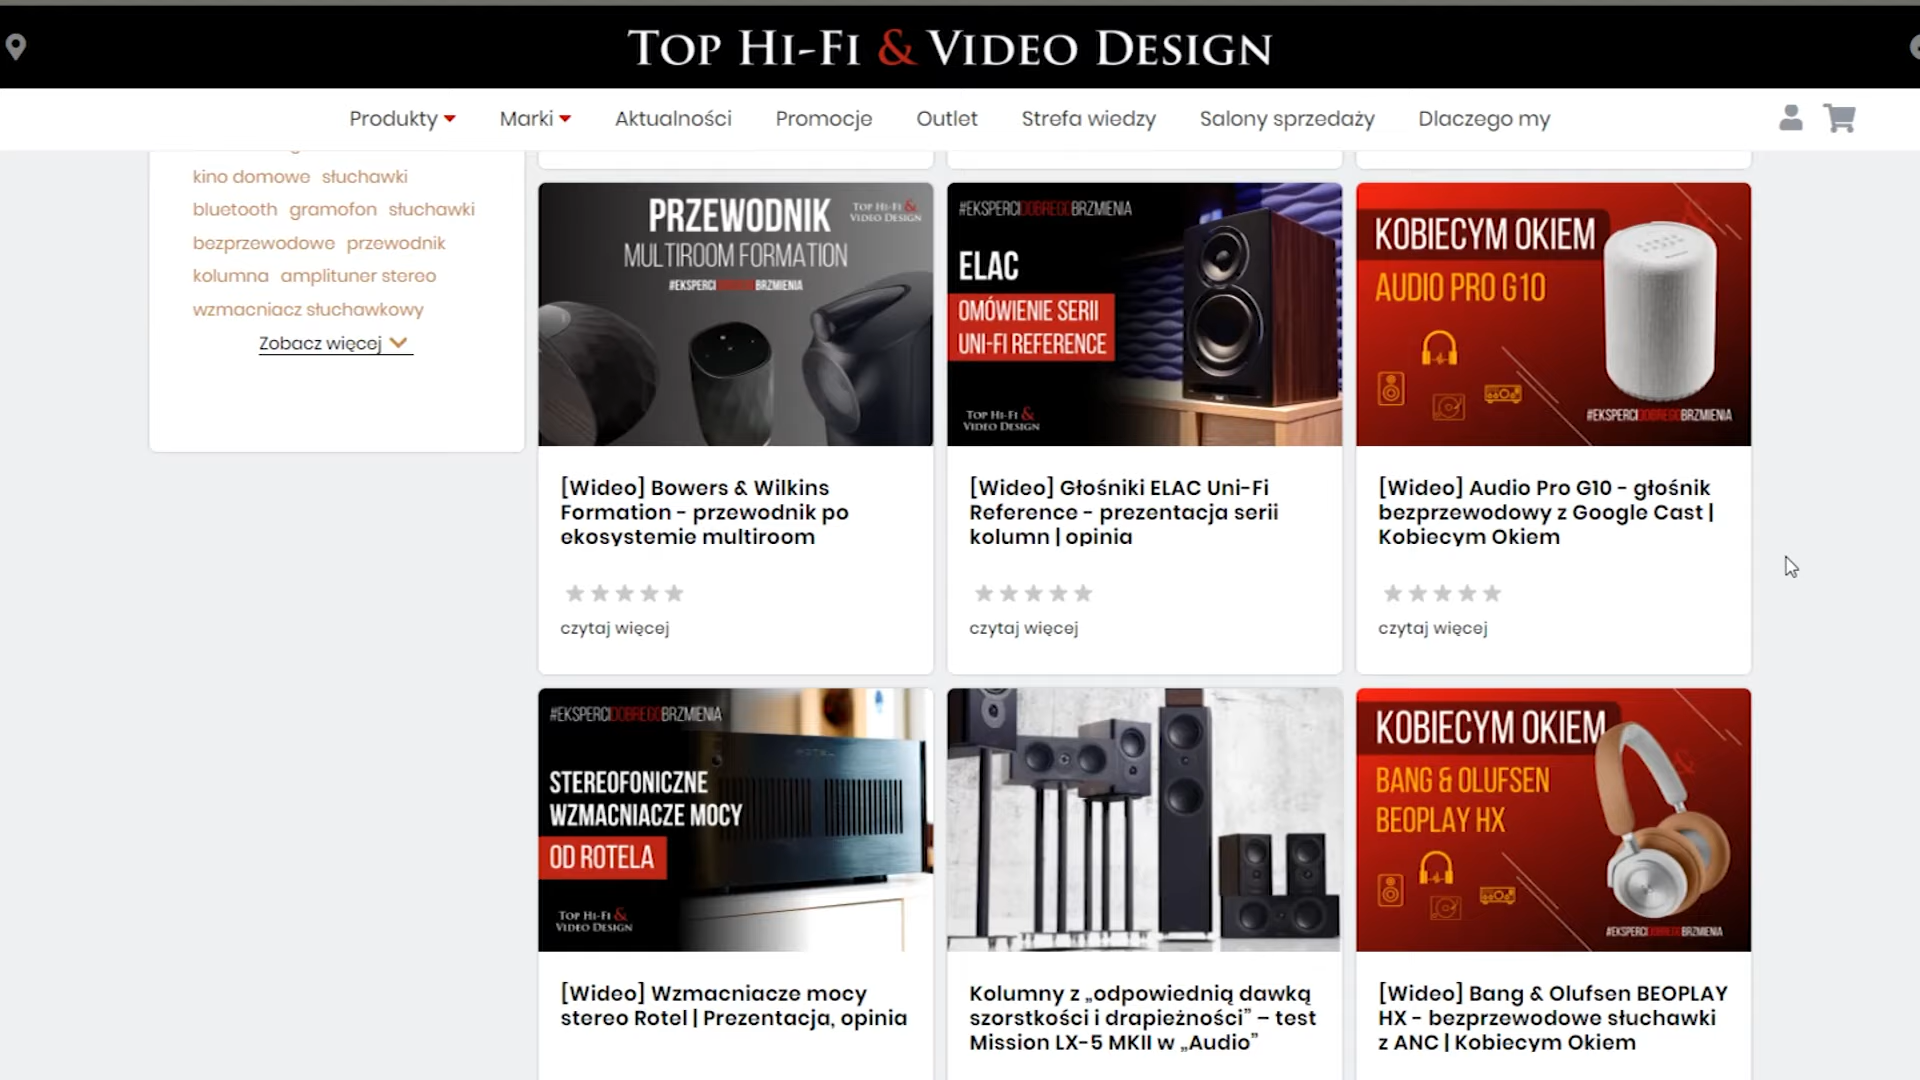 TOP HI-FI & VIDEO DESIGN
Produkty
Marki
Aktualności
Promocje
Outlet
Strefa wiedzy
Salony sprzedaży
Dlaczego my
kino domowe słuchawki
bluetooth gramofon słuchawki
bezprzewodowe przewodnik
kolumna amplituner stereo
wzmacniacz słuchawkowy
Zobacz więcej
PRZEWODNIK
MULTIROOM FORMATION
#EKSPERCIDOBREGOBRZMIENIA
TOP HI-FI &
VIDEO DESIGN
[Wideo] Bowers & Wilkins
Formation - przewodnik po
ekosystemie multiroom
czytaj więcej
#EKSPERCIDOBREGOBRZMIENIA
ELAC
OMÓWIENIE SERII
UNI-FI REFERENCE
TOP HI-FI &
VIDEO DESIGN
[Wideo] Głośniki ELAC Uni-Fi
Reference - prezentacja serii
kolumn | opinia
czytaj więcej
KOBIECYM OKIEM
AUDIO PRO G10
#EKSPERCIDOBREGOBRZMIENIA
[Wideo] Audio Pro G10 - głośnik
bezprzewodowy z Google Cast |
Kobiecym Okiem
czytaj więcej
#EKSPERCIDOBREGOBRZMIENIA
STEREOFONICZNE
WZMACNIACZE MOCY
OD ROTELA
TOP HI-FI &
VIDEO DESIGN
[Wideo] Wzmacniacze mocy
stereo Rotel | Prezentacja, opinia
Kolumny z „odpowiednią dawką
szorstkości i drapieżności” – test
Mission LX-5 MKII w „Audio”
KOBIECYM OKIEM
BANG & OLUFSEN
BEOPLAY HX
#EKSPERCIDOBREGOBRZMIENIA
[Wideo] Bang & Olufsen BEOPLAY
HX - bezprzewodowe słuchawki
z ANC | Kobiecym Okiem